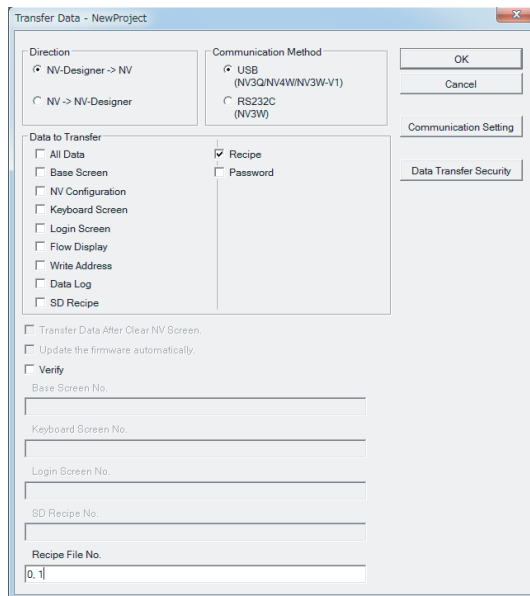 Transfer Data - NewProject
Direction
NV-Designer -> NV
NV -> NV-Designer
Communication Method
USB
(NV3Q/NV4W/NV3W-V1)
RS232C
(NV3W)
OK
Cancel
Communication Setting
Data Transfer Security
Data to Transfer
All Data
Base Screen
NV Configuration
Keyboard Screen
Login Screen
Flow Display
Write Address
Data Log
SD Recipe
Recipe
Password
Transfer Data After Clear NV Screen.
Update the firmware automatically.
Verify
Base Screen No.
Keyboard Screen No.
Login Screen No.
SD Recipe No.
Recipe File No.
0, 1